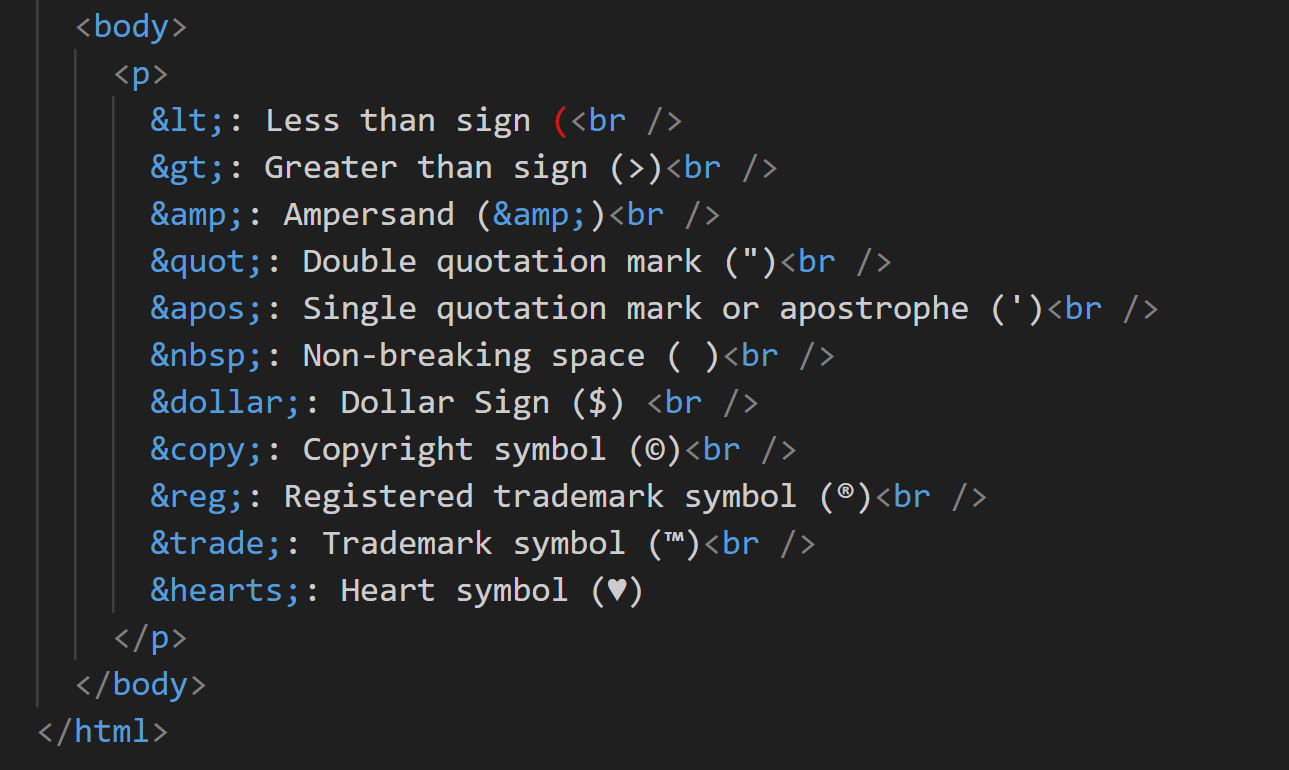 <body>
<p>
&lt;: Less than sign (<br />
&gt;: Greater than sign (>)<br />
&amp;: Ampersand (&amp;)<br />
&quot;: Double quotation mark (")<br />
&apos;: Single quotation mark or apostrophe (')<br />
&nbsp;: Non-breaking space ( )<br />
&dollar;: Dollar Sign ($) <br />
&copy;: Copyright symbol (©)<br />
&reg;: Registered trademark symbol (®)<br />
&trade;: Trademark symbol (™)<br />
&hearts;: Heart symbol (♥)
</p>
</body>
</html>